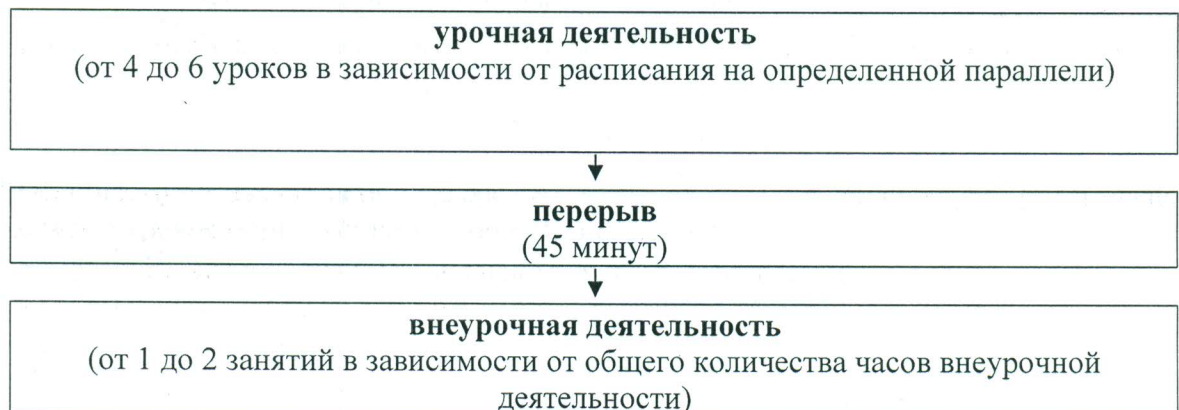 урочная деятельность
(от 4 до 6 уроков в зависимости от расписания на определенной параллели)
перерыв
(45 минут)
внеурочная деятельность
(от 1 до 2 занятий в зависимости от общего количества часов внеурочной
деятельности)